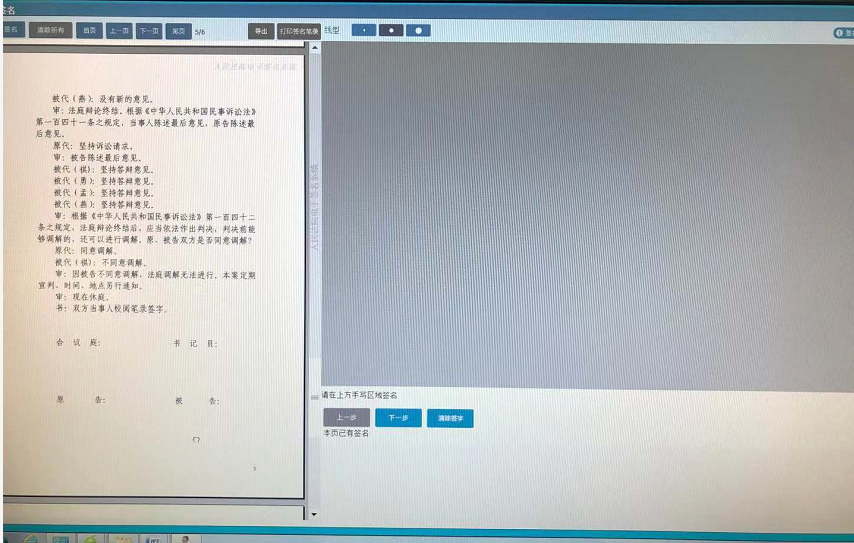 签名
签名
清除所有
首页
上一页
下一页
尾页
5/6
导出
打印签名笔录
线型
被代（燕）：没有新的意见。
审：法庭辩论终结。根据《中华人民共和国民事诉讼法》
第一百四十一条之规定，当事人陈述最后意见，原告陈述最
后意见。
原代：坚持诉讼请求。
审：被告陈述最后意见。
被代（祺）：坚持答辩意见。
被代（勇）：坚持答辩意见。
被代（孟）：坚持答辩意见。
被代（燕）：坚持答辩意见。
审：根据《中华人民共和国民事诉讼法》第一百四十二
条之规定，法庭辩论终结后，应当依法作出判决，判决前能
够调解的，还可以进行调解，原、被告双方是否同意调解？
原代：同意调解。
被代（祺）：不同意调解。
审：因被告不同意调解，法庭调解无法进行。本案定期
宣判，时间、地点另行通知。
审：现在休庭。
书：双方当事人校阅笔录签字。
合 议 庭：
书 记 员：
原 告：
被 告：
5
人民法院电子签名系统
请在上方手写区域签名
上一步
下一步
清除签字
本页已有签名